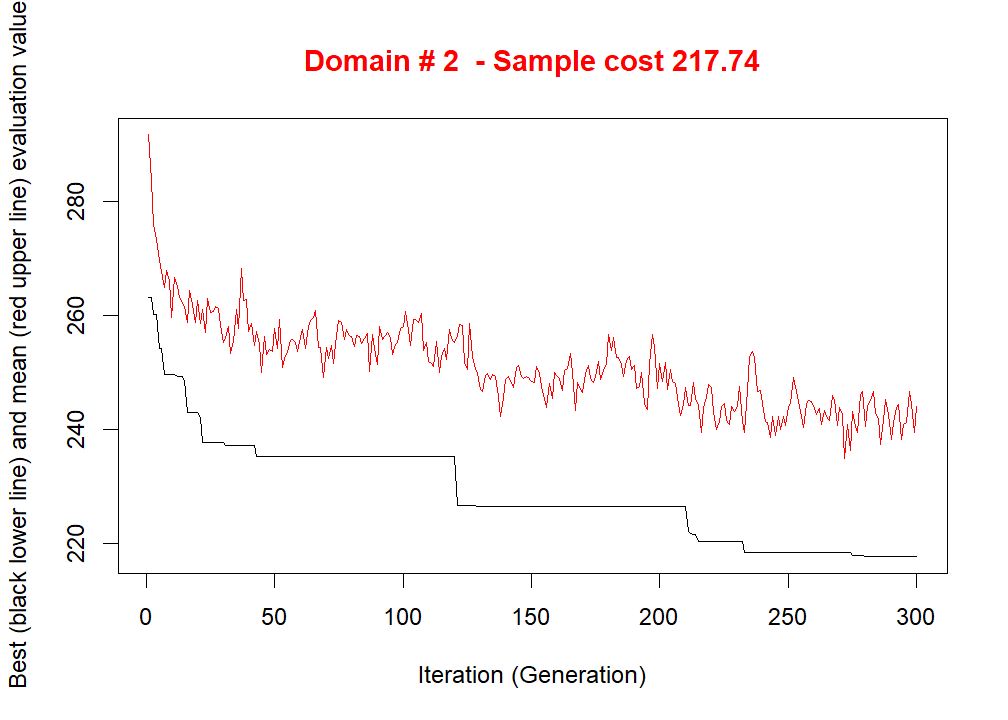 Domain # 2  - Sample cost 217.74
Best (black lower line) and mean (red upper line) evaluation value
280
260
240
220
0 50 100 150 200 250 300
Iteration (Generation)